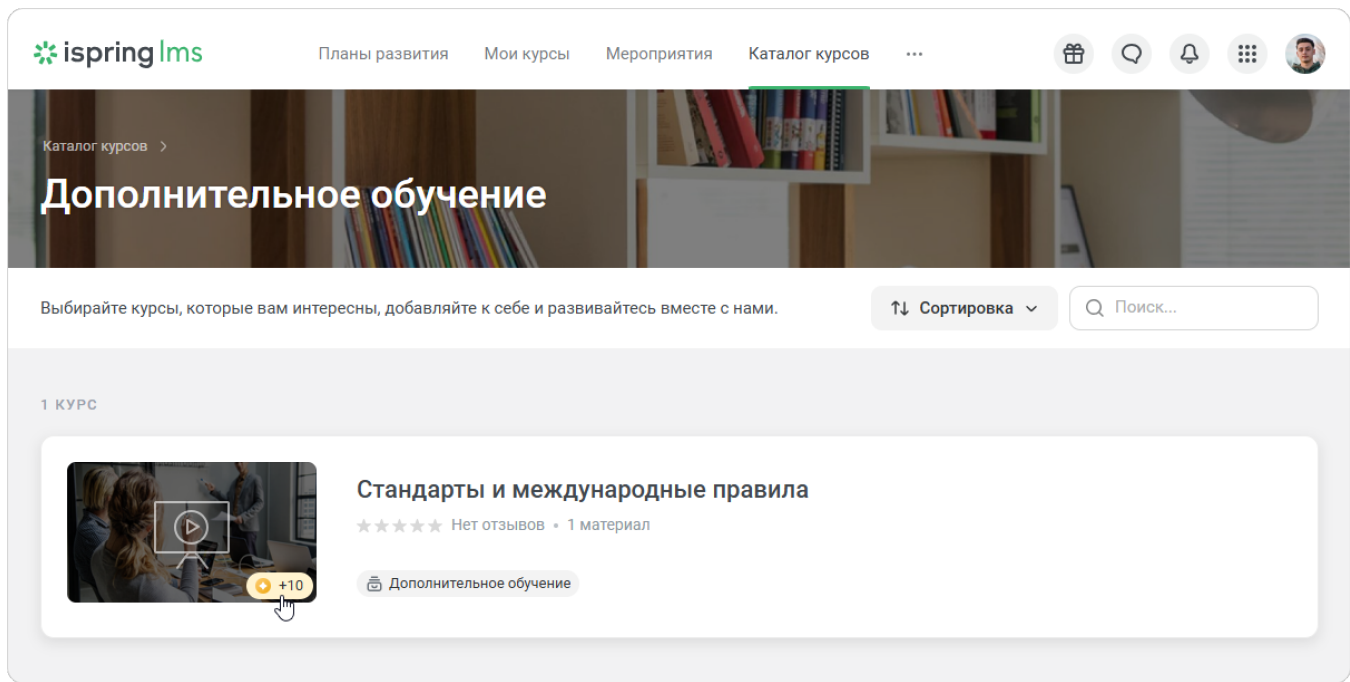 ispring lms
Планы развития
Мои курсы
Мероприятия
Каталог курсов
Каталог курсов
Дополнительное обучение
Выбирайте курсы, которые вам интересны, добавляйте к себе и развивайтесь вместе с нами.
Сортировка
Поиск...
1 КУРС
Стандарты и международные правила
Нет отзывов • 1 материал
+10
Дополнительное обучение